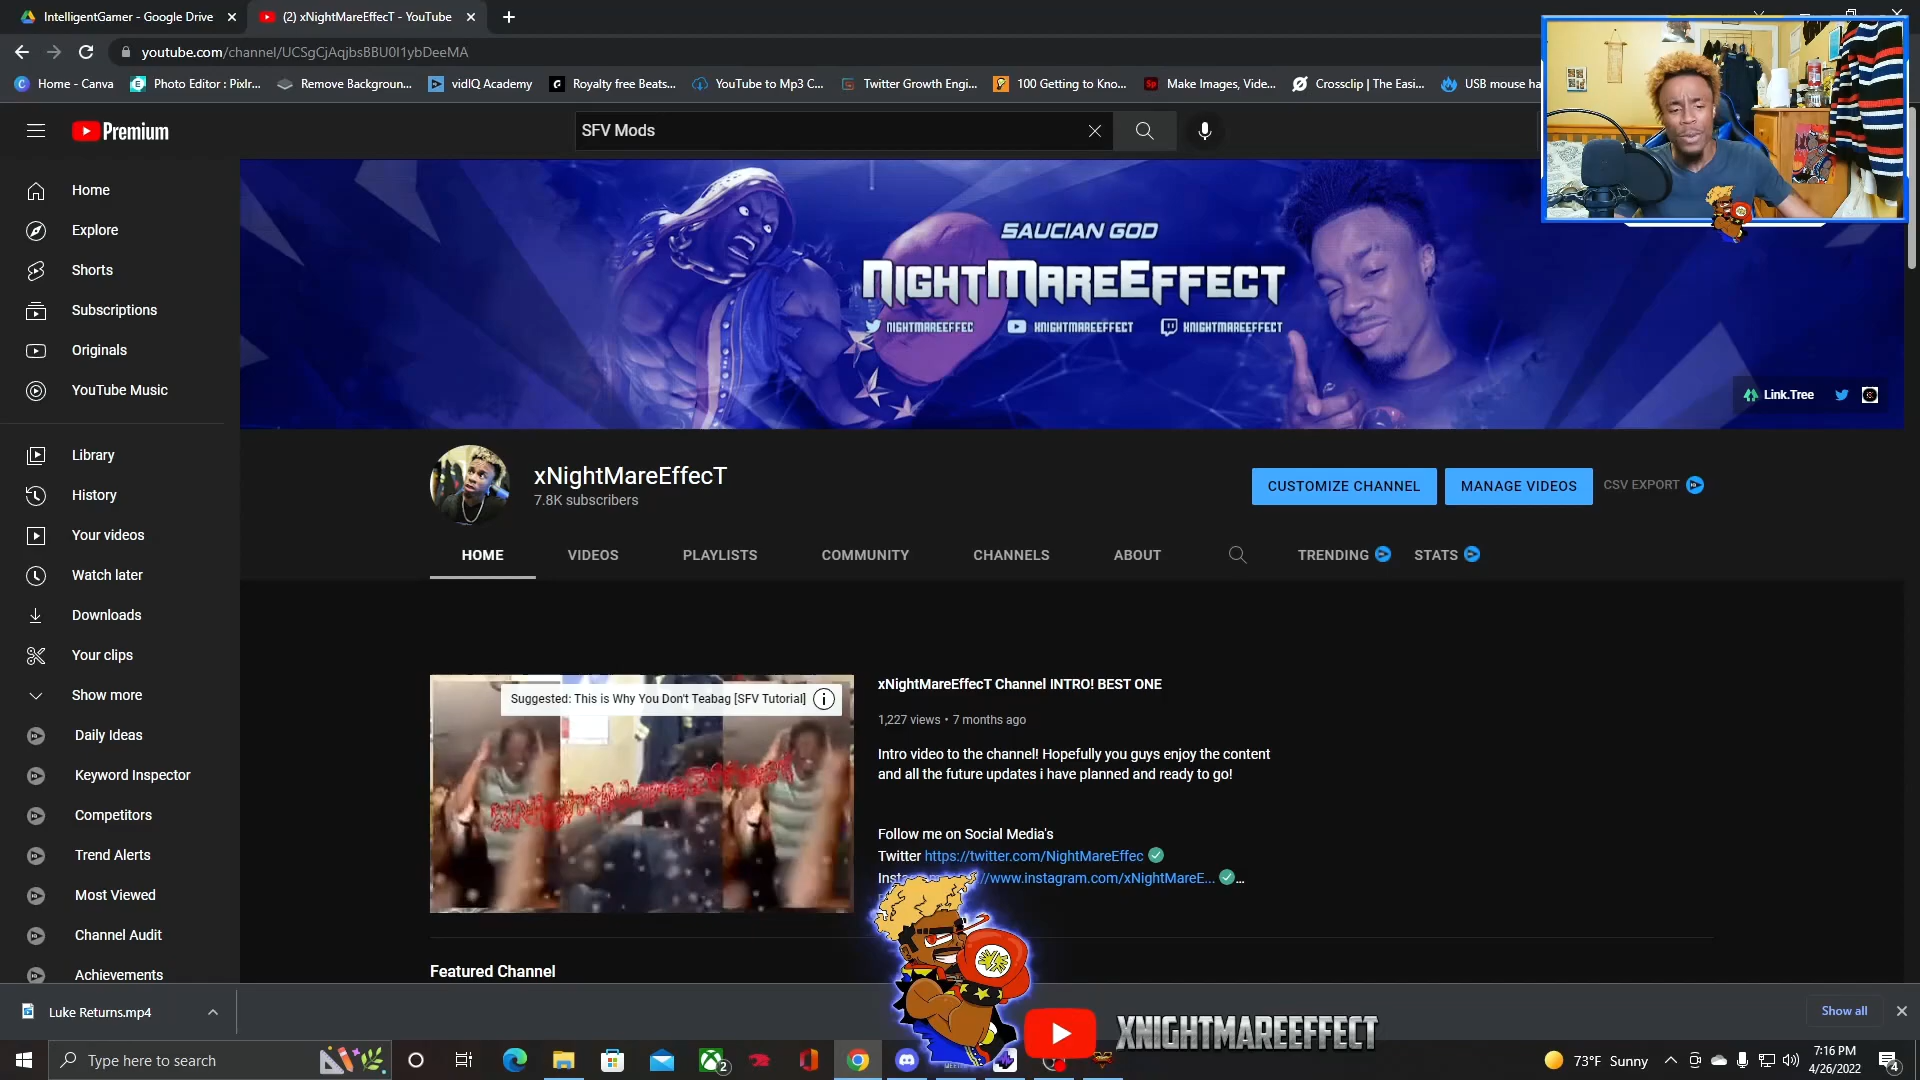 IntelligentGamer - Google Drive
(2) xNightMareEffecT - YouTube
youtube.com/channel/UCSgCjAqjbsBBU0I1ybDeeMA
Home - Canva
Photo Editor : Pixlr...
Remove Backgroun...
vidIQ Academy
Royalty free Beats...
YouTube to Mp3 C...
Twitter Growth Engi...
100 Getting to Kno...
Make Images, Vide...
Crossclip | The Easi...
USB mouse ha
Premium
SFV Mods
Home
Explore
Shorts
Subscriptions
Originals
YouTube Music
Library
History
Your videos
Watch later
Downloads
Your clips
Show more
Daily Ideas
Keyword Inspector
Competitors
Trend Alerts
Most Viewed
Channel Audit
Achievements
SAUCIAN GOD
NIGHTMAREEFFECT
NIGHTMAREEFFEC
XNIGHTMAREEFFECT
XNIGHTMAREEFFECT
Link.Tree
xNightMareEffecT
7.8K subscribers
CUSTOMIZE CHANNEL
MANAGE VIDEOS
CSV EXPORT
HOME
VIDEOS
PLAYLISTS
COMMUNITY
CHANNELS
ABOUT
TRENDING
STATS
Suggested: This is Why You Don't Teabag [SFV Tutorial]
xNightMareEffecT Channel INTRO! BEST ONE
1,227 views • 7 months ago
Intro video to the channel! Hopefully you guys enjoy the content
and all the future updates i have planned and ready to go!
Follow me on Social Media's
Twitter https://twitter.com/NightMareEffec
//www.instagram.com/xNightMareE... ...
Featured Channel
Luke Returns.mp4
Show all
XNIGHTMAREEFFECT
Type here to search
2
73°F Sunny
7:16 PM
4/26/2022
4